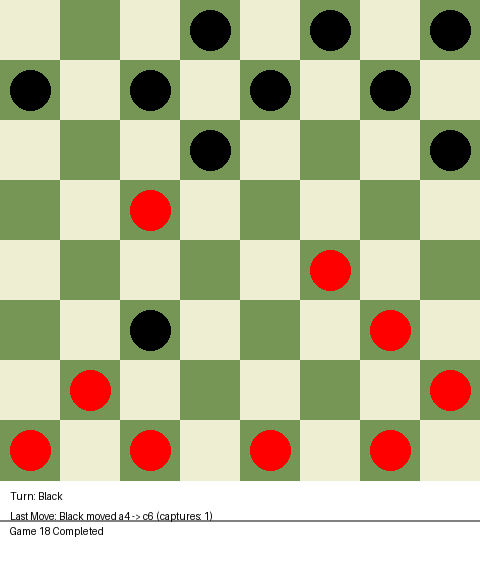 Turn: Black
Last Move: Black moved a4 -> c6 (captures: 1)
Game 18 Completed